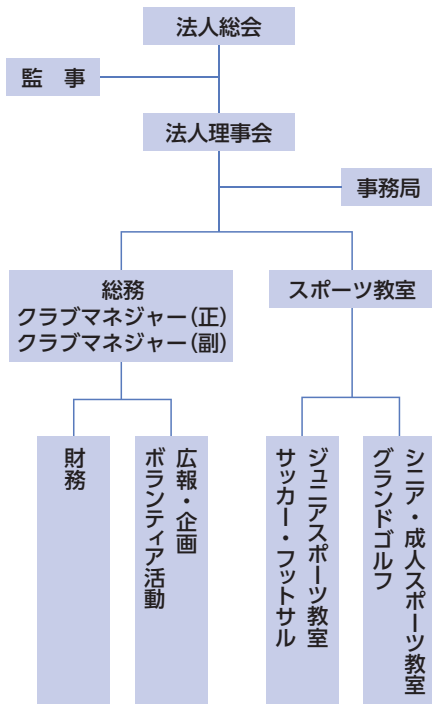 法人総会
監　事
法人理事会
事務局
総務
クラブマネジャー(正)
クラブマネジャー(副)
スポーツ教室
財務
広報・企画
ボランティア活動
ジュニアスポーツ教室
サッカー・フットサル
シニア・成人スポーツ教室
グランドゴルフ